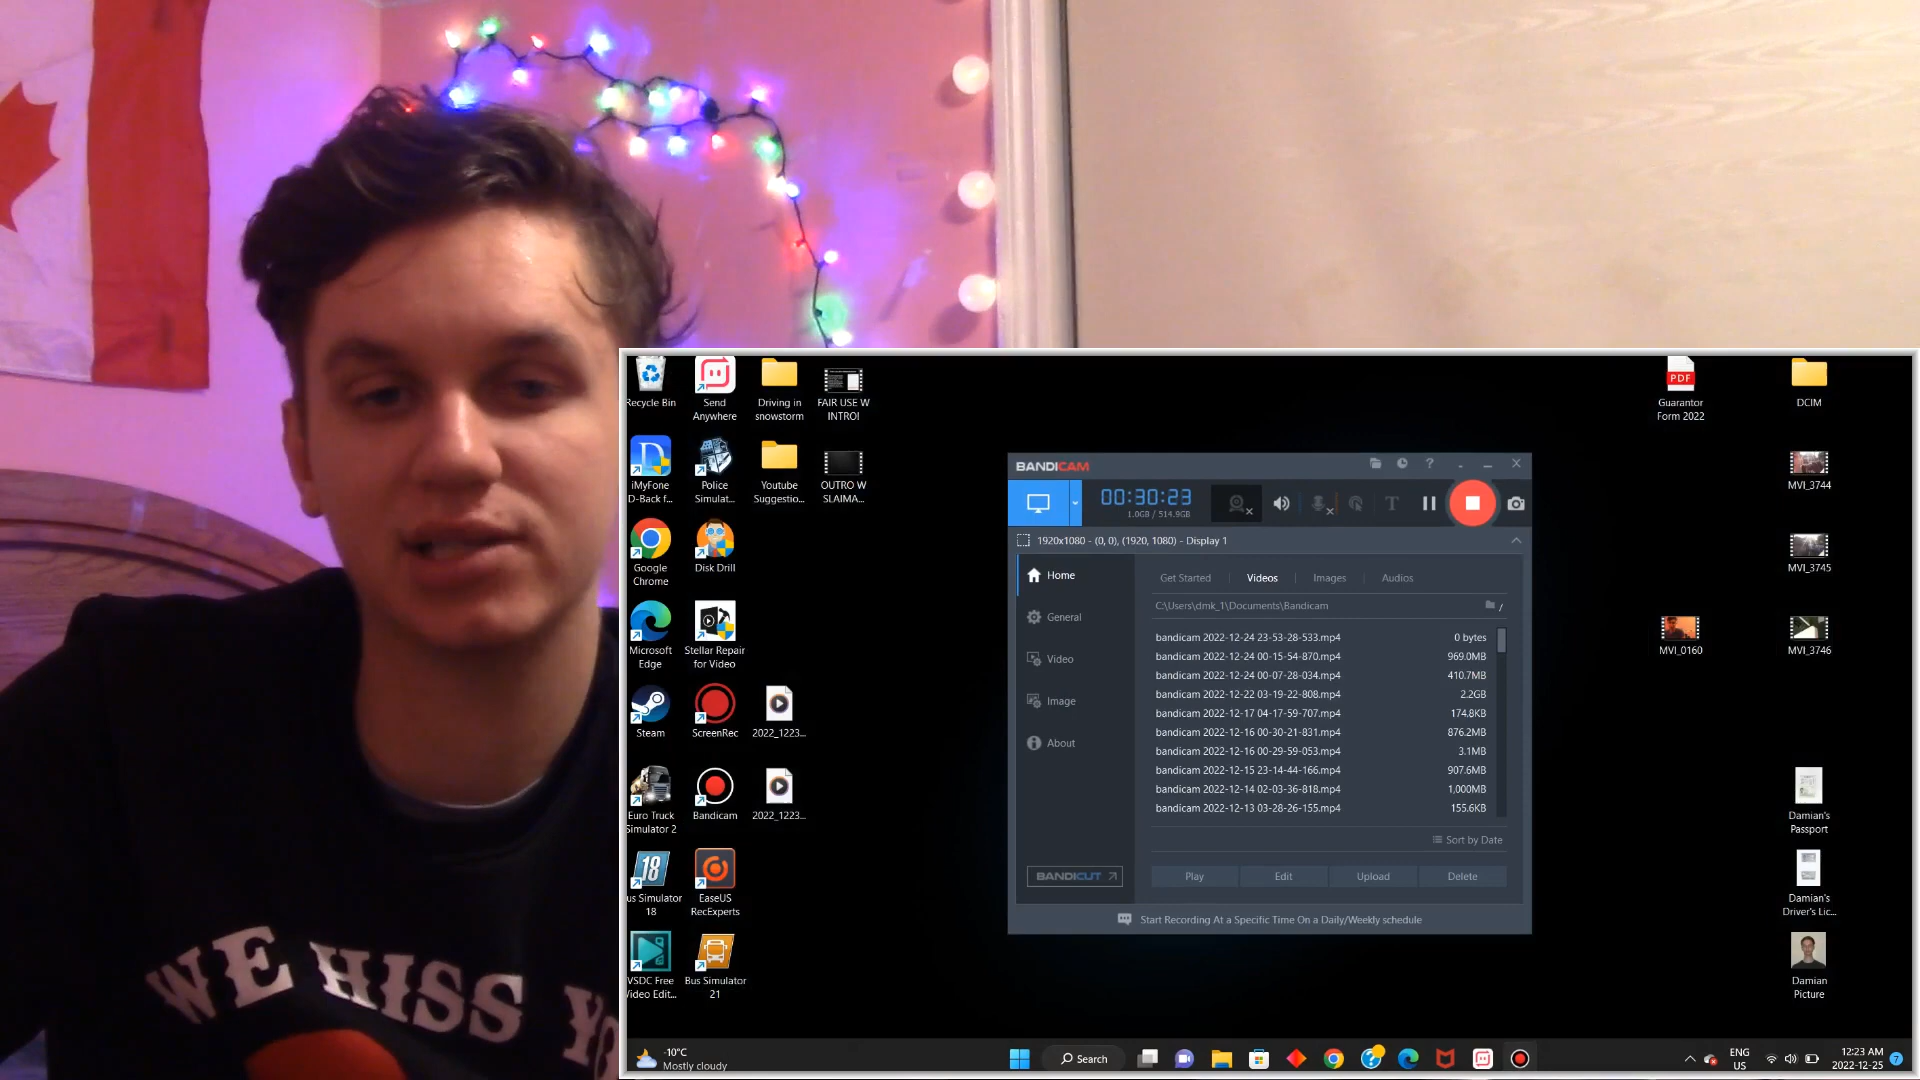 WE HISS YO
Recycle Bin
Send
Anywhere
Driving in
snowstorm
FAIR USE W
INTRO!
iMyFone
D-Back f...
Police
Simulat...
Youtube
Suggestio...
OUTRO W
SLAIMA...
Google
Chrome
Disk Drill
Microsoft
Edge
Stellar Repair
for Video
Steam
ScreenRec
2022_1223...
Euro Truck
Simulator 2
Bandicam
2022_1223...
18
us Simulator
18
EaseUS
RecExperts
VSDC Free
Video Edit...
Bus Simulator
21
BANDICAM
?
00:30:23
1.0GB / 514.9GB
T
1920x1080 - (0, 0), (1920, 1080) - Display 1
Home
General
Video
Image
About
BANDICUT
Get Started
Videos
Images
Audios
C:\Users\dmk_1\Documents\Bandicam
bandicam 2022-12-24 23-53-28-533.mp4 0 bytes
bandicam 2022-12-24 00-15-54-870.mp4 969.0MB
bandicam 2022-12-24 00-07-28-034.mp4 410.7MB
bandicam 2022-12-22 03-19-22-808.mp4 2.2GB
bandicam 2022-12-17 04-17-59-707.mp4 174.8KB
bandicam 2022-12-16 00-30-21-831.mp4 876.2MB
bandicam 2022-12-16 00-29-59-053.mp4 3.1MB
bandicam 2022-12-15 23-14-44-166.mp4 907.6MB
bandicam 2022-12-14 02-03-36-818.mp4 1,000MB
bandicam 2022-12-13 03-28-26-155.mp4 155.6KB
Sort by Date
Play
Edit
Upload
Delete
Start Recording At a Specific Time On a Daily/Weekly schedule
PDF
Guarantor
Form 2022
DCIM
MVI_3744
MVI_3745
MVI_0160
MVI_3746
Damian's
Passport
Damian's
Driver's Lic...
Damian
Picture
-10°C
Mostly cloudy
Search
ENG
US
12:23 AM
2022-12-25
7